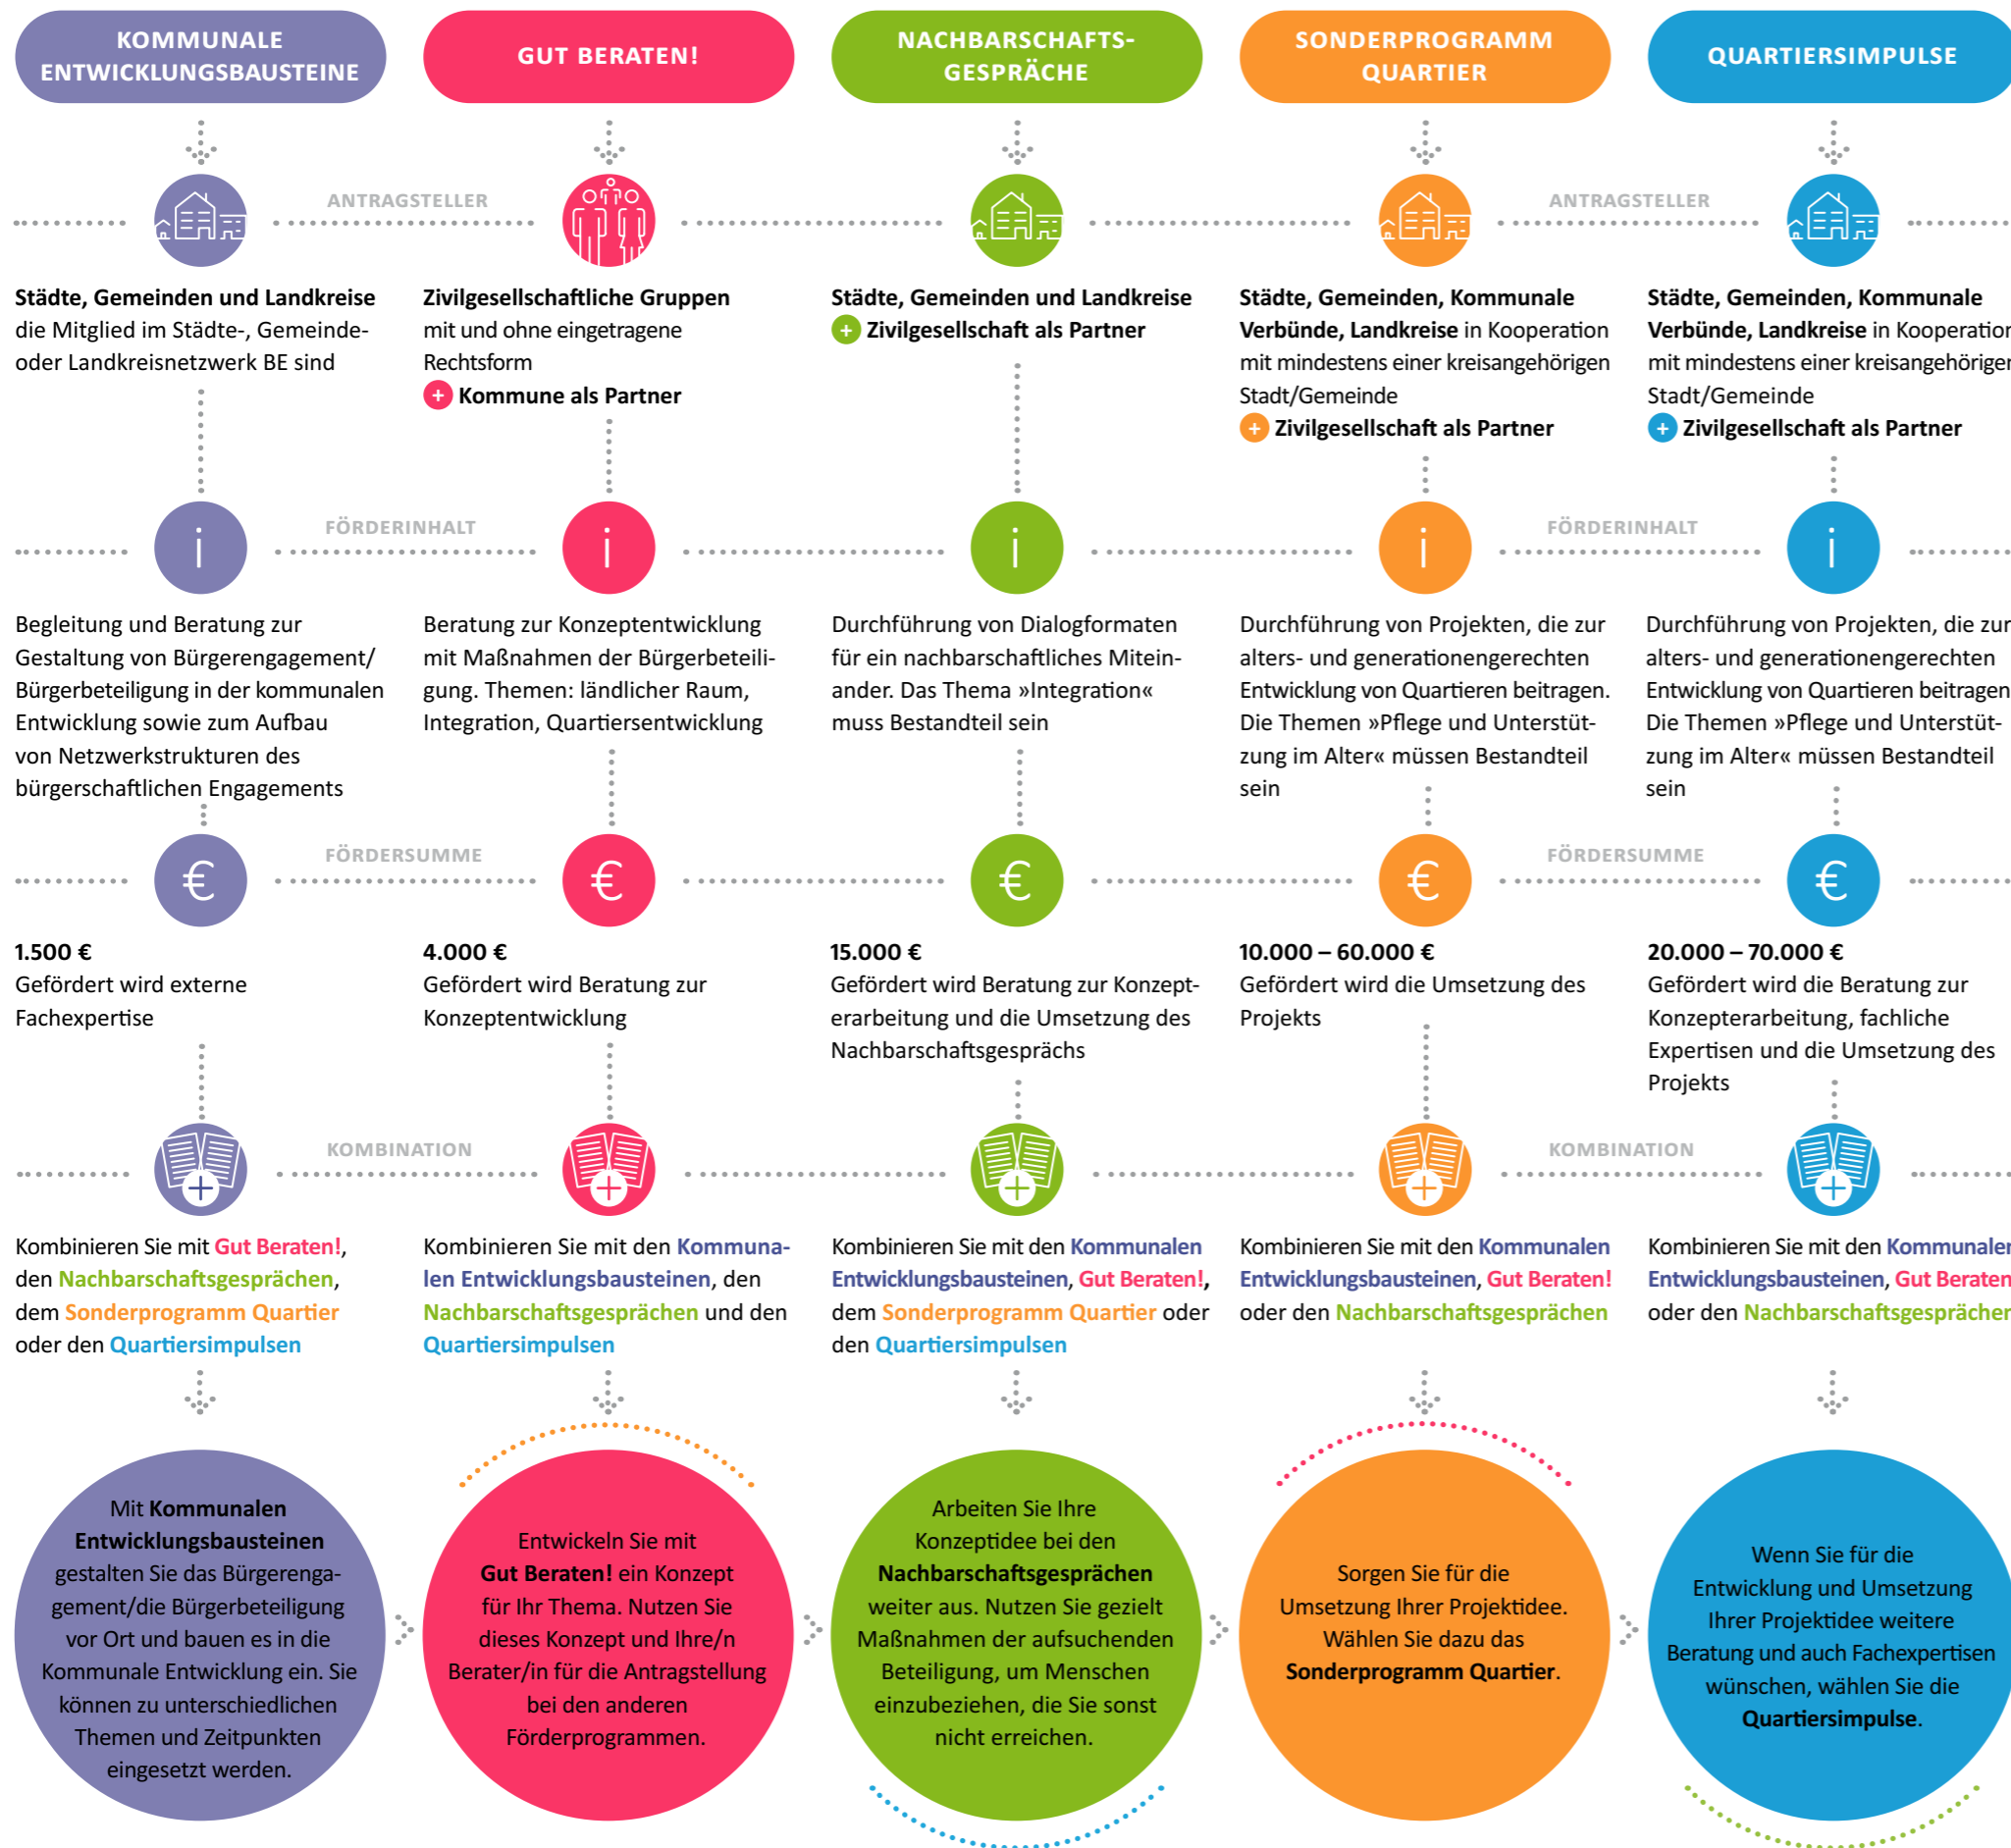 KOMMUNALE
ENTWICKLUNGSBAUSTEINE
GUT BERATEN!
NACHBARSCHAFTS-
GESPRÄCHE
SONDERPROGRAMM
QUARTIER
QUARTIERSIMPULSE
ANTRAGSTELLER
ANTRAGSTELLER
Städte, Gemeinden und Landkreise
die Mitglied im Städte-, Gemeinde-
oder Landkreisnetzwerk BE sind
Zivilgesellschaftliche Gruppen
mit und ohne eingetragene
Rechtsform
+ Kommune als Partner
Städte, Gemeinden und Landkreise
+ Zivilgesellschaft als Partner
Städte, Gemeinden, Kommunale
Verbünde, Landkreise in Kooperation
mit mindestens einer kreisangehörigen
Stadt/Gemeinde
+ Zivilgesellschaft als Partner
Städte, Gemeinden, Kommunale
Verbünde, Landkreise in Kooperation
mit mindestens einer kreisangehörigen
Stadt/Gemeinde
+ Zivilgesellschaft als Partner
i
FÖRDERINHALT
i
i
i
FÖRDERINHALT
i
Begleitung und Beratung zur
Gestaltung von Bürgerengagement/
Bürgerbeteiligung in der kommunalen
Entwicklung sowie zum Aufbau
von Netzwerkstrukturen des
bürgerschaftlichen Engagements
Beratung zur Konzeptentwicklung
mit Maßnahmen der Bürgerbeteili-
gung. Themen: ländlicher Raum,
Integration, Quartiersentwicklung
Durchführung von Dialogformaten
für ein nachbarschaftliches Mitein-
ander. Das Thema »Integration«
muss Bestandteil sein
Durchführung von Projekten, die zur
alters- und generationengerechten
Entwicklung von Quartieren beitragen.
Die Themen »Pflege und Unterstüt-
zung im Alter« müssen Bestandteil
sein
Durchführung von Projekten, die zur
alters- und generationengerechten
Entwicklung von Quartieren beitragen
Die Themen »Pflege und Unterstüt-
zung im Alter« müssen Bestandteil
sein
€
FÖRDERSUMME
€
€
€
FÖRDERSUMME
€
1.500 €
Gefördert wird externe
Fachexpertise
4.000 €
Gefördert wird Beratung zur
Konzeptentwicklung
15.000 €
Gefördert wird Beratung zur Konzept-
erarbeitung und die Umsetzung des
Nachbarschaftsgesprächs
10.000 – 60.000 €
Gefördert wird die Umsetzung des
Projekts
20.000 – 70.000 €
Gefördert wird die Beratung zur
Konzepterarbeitung, fachliche
Expertisen und die Umsetzung des
Projekts
KOMBINATION
KOMBINATION
Kombinieren Sie mit Gut Beraten!,
den Nachbarschaftsgesprächen,
dem Sonderprogramm Quartier
oder den Quartiersimpulsen
Kombinieren Sie mit den Kommuna-
len Entwicklungsbausteinen, den
Nachbarschaftsgesprächen und den
Quartiersimpulsen
Kombinieren Sie mit den Kommunalen
Entwicklungsbausteinen, Gut Beraten!,
dem Sonderprogramm Quartier oder
den Quartiersimpulsen
Kombinieren Sie mit den Kommunalen
Entwicklungsbausteinen, Gut Beraten!
oder den Nachbarschaftsgesprächen
Kombinieren Sie mit den Kommunalen
Entwicklungsbausteinen, Gut Beraten
oder den Nachbarschaftsgesprächen
Mit Kommunalen
Entwicklungsbausteinen
gestalten Sie das Bürgerenga-
gement/die Bürgerbeteiligung
vor Ort und bauen es in die
Kommunale Entwicklung ein. Sie
können zu unterschiedlichen
Themen und Zeitpunkten
eingesetzt werden.
Entwickeln Sie mit
Gut Beraten! ein Konzept
für Ihr Thema. Nutzen Sie
dieses Konzept und Ihre/n
Berater/in für die Antragstellung
bei den anderen
Förderprogrammen.
Arbeiten Sie Ihre
Konzeptidee bei den
Nachbarschaftsgesprächen
weiter aus. Nutzen Sie gezielt
Maßnahmen der aufsuchenden
Beteiligung, um Menschen
einzubeziehen, die Sie sonst
nicht erreichen.
Sorgen Sie für die
Umsetzung Ihrer Projektidee.
Wählen Sie dazu das
Sonderprogramm Quartier.
Wenn Sie für die
Entwicklung und Umsetzung
Ihrer Projektidee weitere
Beratung und auch Fachexpertisen
wünschen, wählen Sie die
Quartiersimpulse.